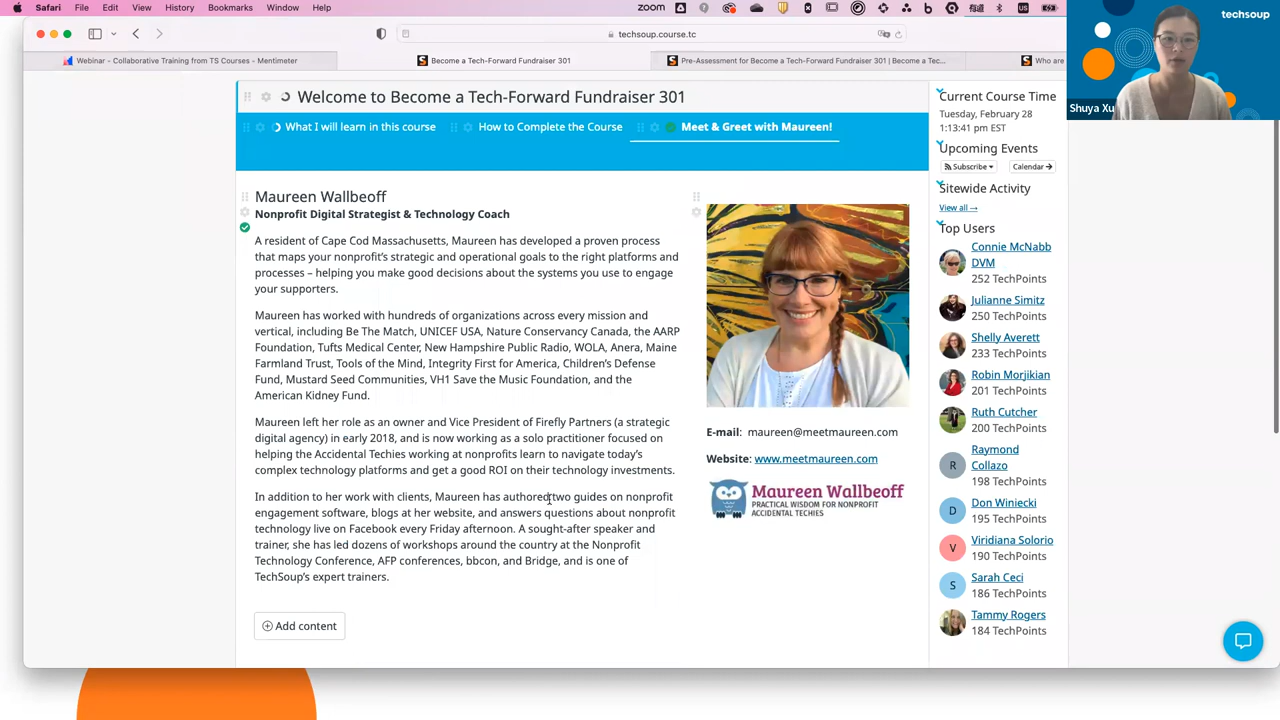 Safari File Edit View History Bookmarks Window Help
zoom
techsoup.course.tc
Webinar - Collaborative Training from TS Courses - Mentimeter
Become a Tech-Forward Fundraiser 301
Pre-Assessment for Become a Tech-Forward Fundraiser 301 | Become a Tec...
Who are
techsoup
Shuya Xu
Welcome to Become a Tech-Forward Fundraiser 301
What I will learn in this course
How to Complete the Course
Meet & Greet with Maureen!
Maureen Wallbeoff
Nonprofit Digital Strategist & Technology Coach
A resident of Cape Cod Massachusetts, Maureen has developed a proven process
that maps your nonprofit's strategic and operational goals to the right platforms and
processes – helping you make good decisions about the systems you use to engage
your supporters.
Maureen has worked with hundreds of organizations across every mission and
vertical, including Be The Match, UNICEF USA, Nature Conservancy Canada, the AARP
Foundation, Tufts Medical Center, New Hampshire Public Radio, WOLA, Anera, Maine
Farmland Trust, Tools of the Mind, Integrity First for America, Children's Defense
Fund, Mustard Seed Communities, VH1 Save the Music Foundation, and the
American Kidney Fund.
Maureen left her role as an owner and Vice President of Firefly Partners (a strategic
digital agency) in early 2018, and is now working as a solo practitioner focused on
helping the Accidental Techies working at nonprofits learn to navigate today's
complex technology platforms and get a good ROI on their technology investments.
In addition to her work with clients, Maureen has authored two guides on nonprofit
engagement software, blogs at her website, and answers questions about nonprofit
technology live on Facebook every Friday afternoon. A sought-after speaker and
trainer, she has led dozens of workshops around the country at the Nonprofit
Technology Conference, AFP conferences, bbcon, and Bridge, and is one of
TechSoup's expert trainers.
Add content
E-mail: maureen@meetmaureen.com
Website: www.meetmaureen.com
Maureen Wallbeoff
PRACTICAL WISDOM FOR NONPROFIT
ACCIDENTAL TECHIES
Current Course Time
Tuesday, February 28
1:13:41 pm EST
Upcoming Events
Subscribe
Calendar
Sitewide Activity
View all
Top Users
Connie McNabb
DVM
252 TechPoints
Julianne Simitz
250 TechPoints
Shelly Averett
233 TechPoints
Robin Morjikian
201 TechPoints
Ruth Cutcher
200 TechPoints
R
Raymond
Collazo
198 TechPoints
D
Don Winiecki
195 TechPoints
V
Viridiana Solorio
190 TechPoints
S
Sarah Ceci
186 TechPoints
Tammy Rogers
184 TechPoints